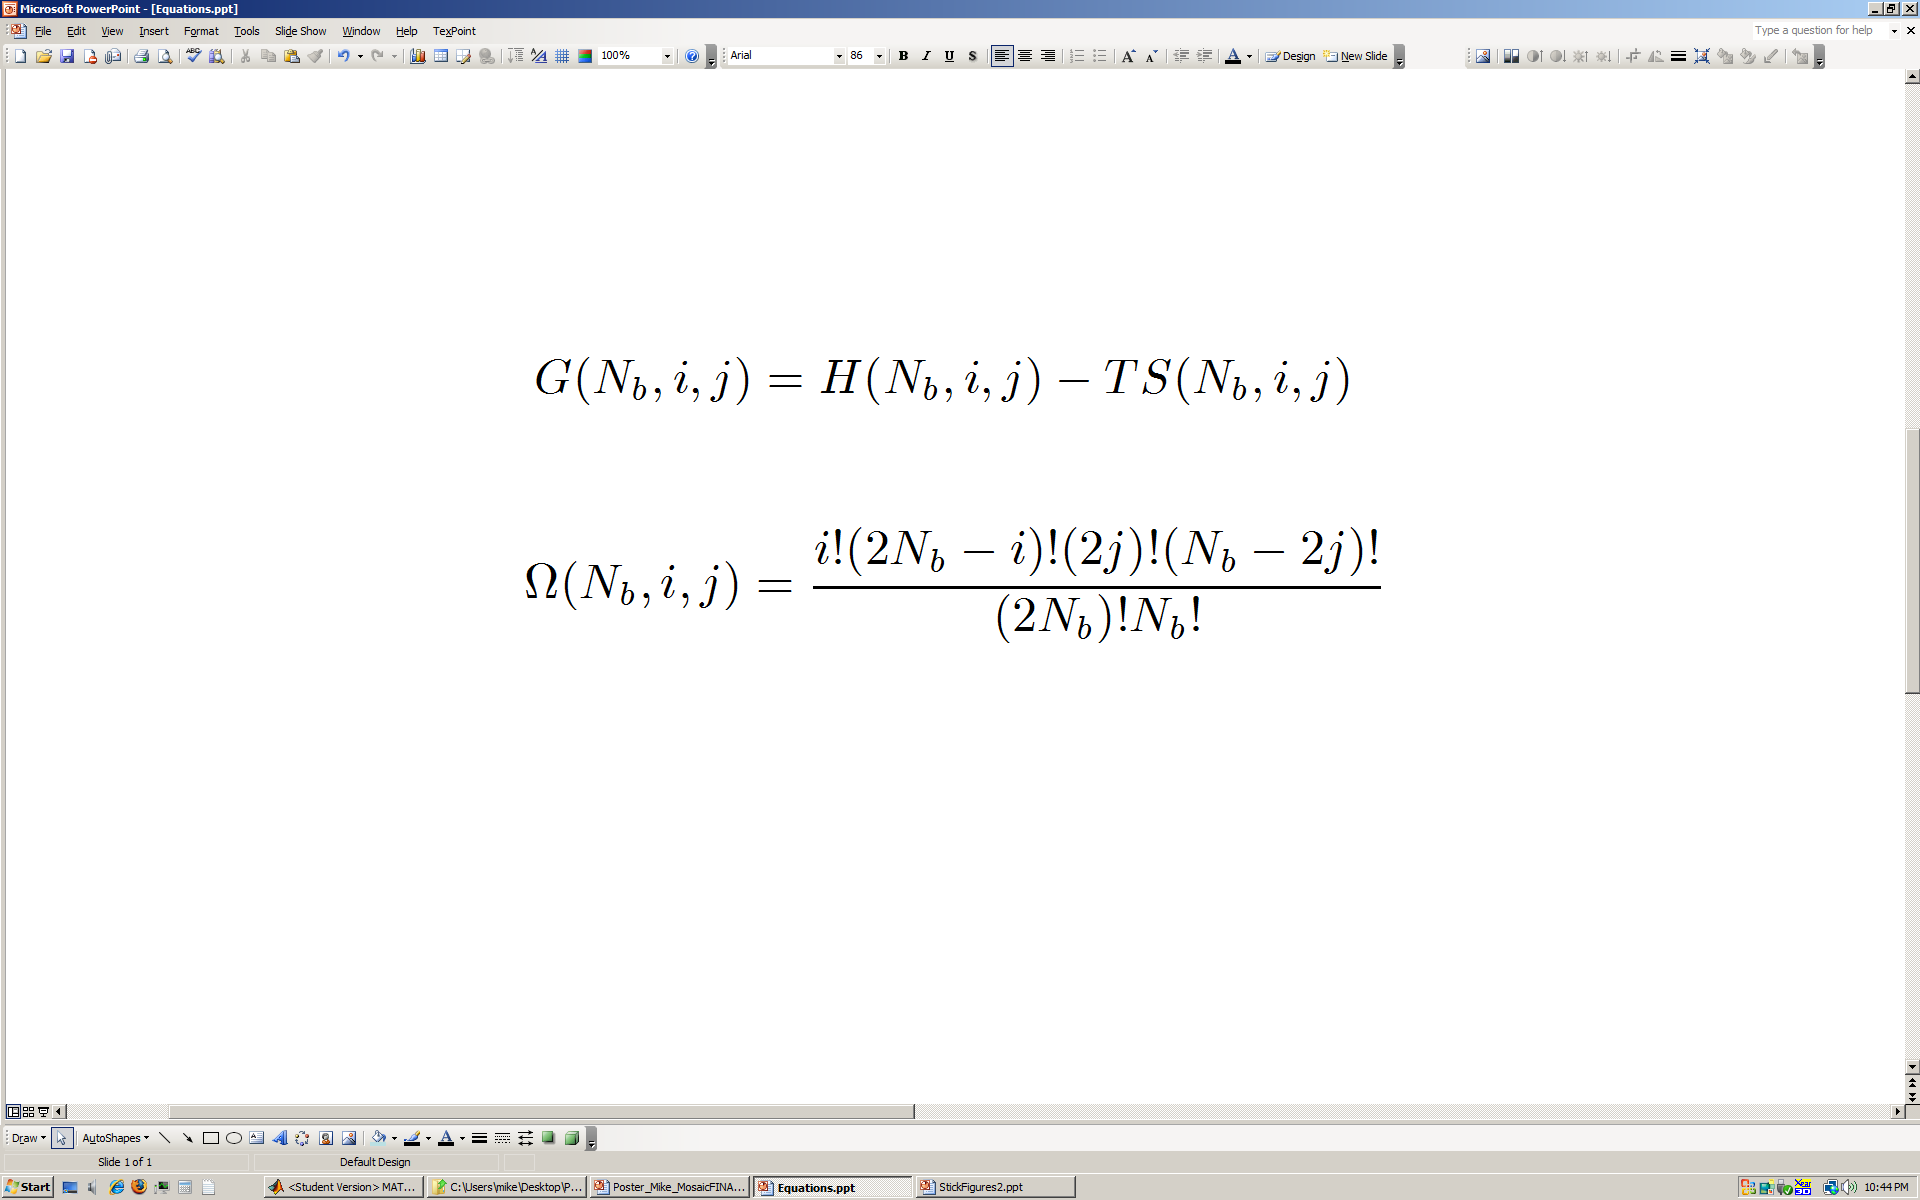 Microsoft PowerPoint - [Equations.ppt]
File Edit View Insert Format Tools Slide Show Window Help TexPoint Type a question for help
100% Arial 86 B I U S Design New Slide
G(N_b, i, j) = H(N_b, i, j) − TS(N_b, i, j)
Ω(N_b, i, j) = \frac{i!(2N_b − i)!(2j)!(N_b − 2j)!}{(2N_b)!N_b!}
Draw AutoShapes
Slide 1 of 1 Default Design
Start <Student Version> MAT... C:\Users\mike\Desktop\P... Poster_Mike_MosaicFINA... Equations.ppt StickFigures2.ppt 10:44 PM